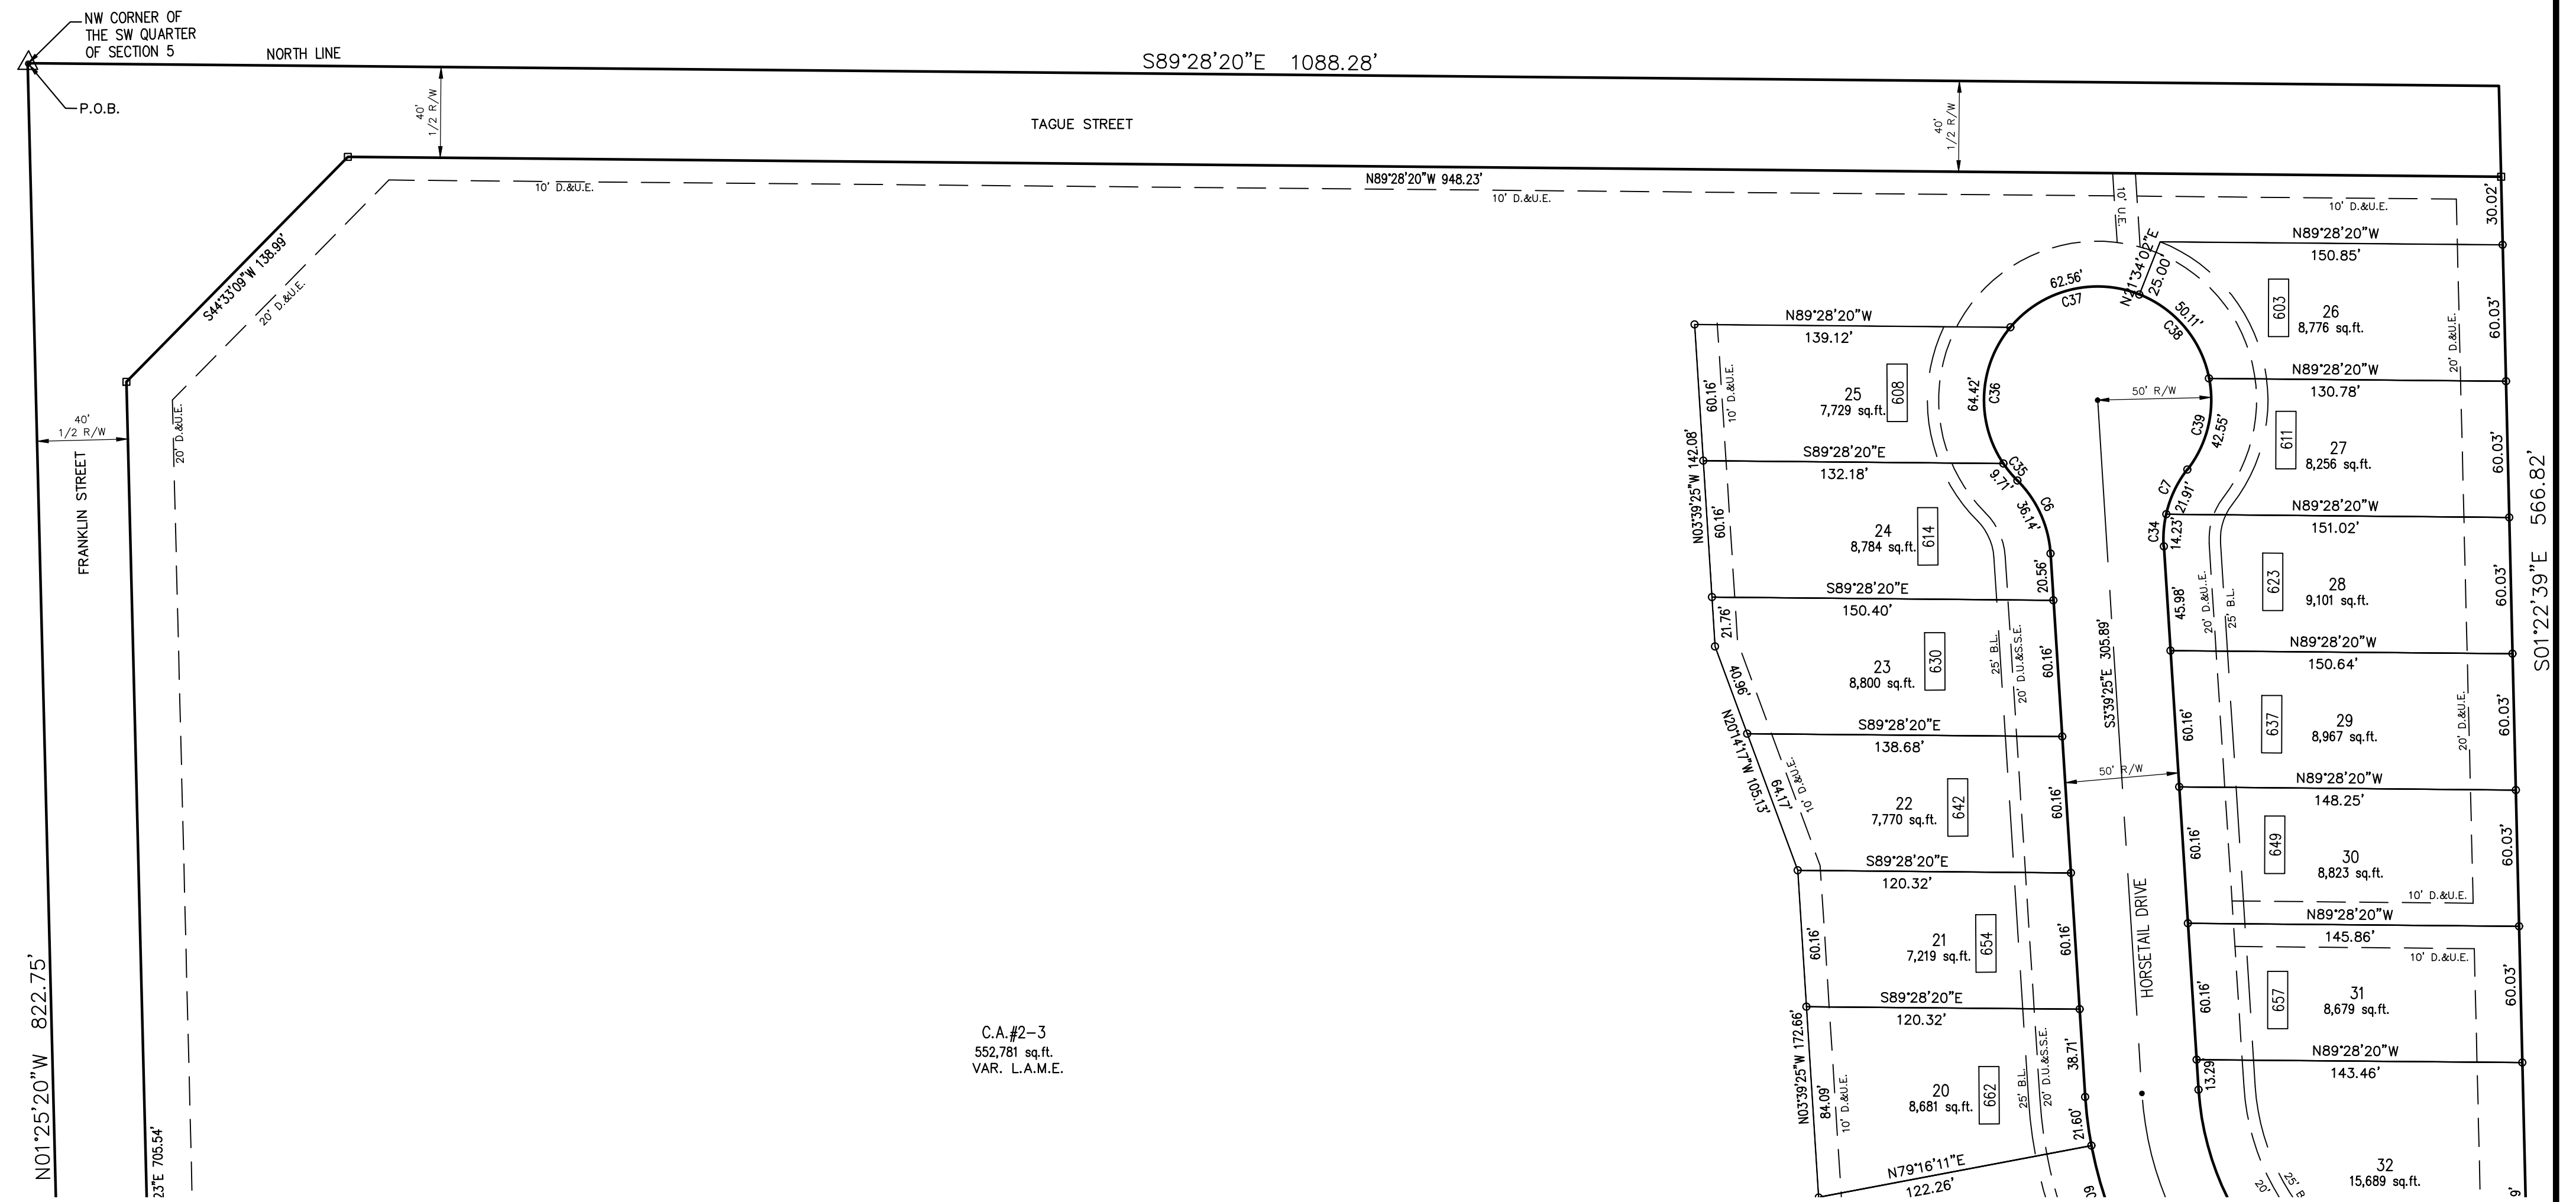 NW CORNER OF
THE SW QUARTER
OF SECTION 5
NORTH LINE
S89°28'20"E 1088.28'
P.O.B.
40'
1/2 R/W
TAGUE STREET
40'
1/2 R/W
N89°28'20"W 948.23'
10' D.&U.E.
10' D.&U.E.
10' U.E.
10' D.&U.E.
30.02'
S44°33'09"W 138.99'
20' D.&U.E.
N21°34'02"E
25.00'
N89°28'20"W
150.85'
62.56'
C37
50.11'
C38
603
26
8,776 sq.ft.
60.03'
20' D.&U.E.
N89°28'20"W
139.12'
60.16'
10' D.&U.E.
25
7,729 sq.ft.
608
64.42'
C36
50' R/W
N89°28'20"W
130.78'
40'
1/2 R/W
FRANKLIN STREET
20' D.&U.E.
N03°39'25"W 142.08'
S89°28'20"E
132.18'
C35
9.71'
C39
42.55'
611
27
8,256 sq.ft.
60.03'
S01°22'39"E 566.82'
C6
36.14'
C7
21.91'
N89°28'20"W
151.02'
60.16'
24
8,784 sq.ft.
614
C34
14.23'
20.56'
S89°28'20"E
150.40'
45.98'
20' D.&U.E.
25' B.L.
623
28
9,101 sq.ft.
60.03'
21.76'
40.96'
23
8,800 sq.ft.
630
25' B.L.
20' D.U.&S.S.E.
60.16'
S3°39'25"E 305.89'
N89°28'20"W
150.64'
N20°14'17"W 105.13'
S89°28'20"E
138.68'
60.16'
637
29
8,967 sq.ft.
20' D.&U.E.
60.03'
64.17'
10' D.&U.E.
22
7,770 sq.ft.
642
60.16'
50' R/W
N89°28'20"W
148.25'
S89°28'20"E
120.32'
60.16'
649
30
8,823 sq.ft.
60.03'
10' D.&U.E.
HORSETAIL DRIVE
N89°28'20"W
145.86'
60.16'
21
7,219 sq.ft.
654
60.16'
10' D.&U.E.
S89°28'20"E
120.32'
60.16'
657
31
8,679 sq.ft.
60.03'
N01°25'20"W 822.75'
C.A.#2-3
552,781 sq.ft.
VAR. L.A.M.E.
N03°39'25"W 172.66'
84.09'
10' D.&U.E.
20
8,681 sq.ft.
662
25' B.L.
20' D.U.&S.S.E.
38.71'
21.60'
N89°28'20"W
143.46'
13.29
23"E 705.54'
N79°16'11"E
122.26'
60
32
15,689 sq.ft.
20'
25' B
9'